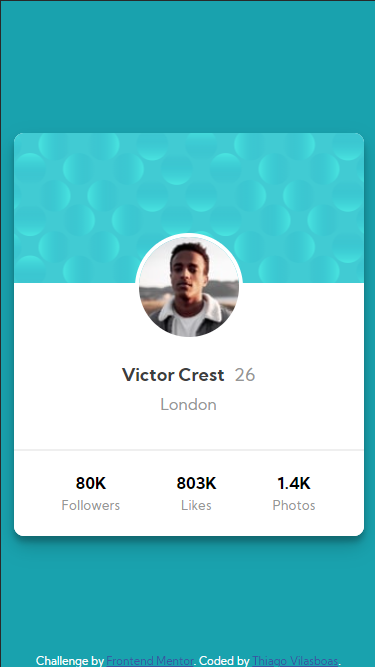 Victor Crest 26
London
80K 803K 1.4K
Followers Likes Photos
Challenge by Frontend Mentor. Coded by Thiago Vilasboas.